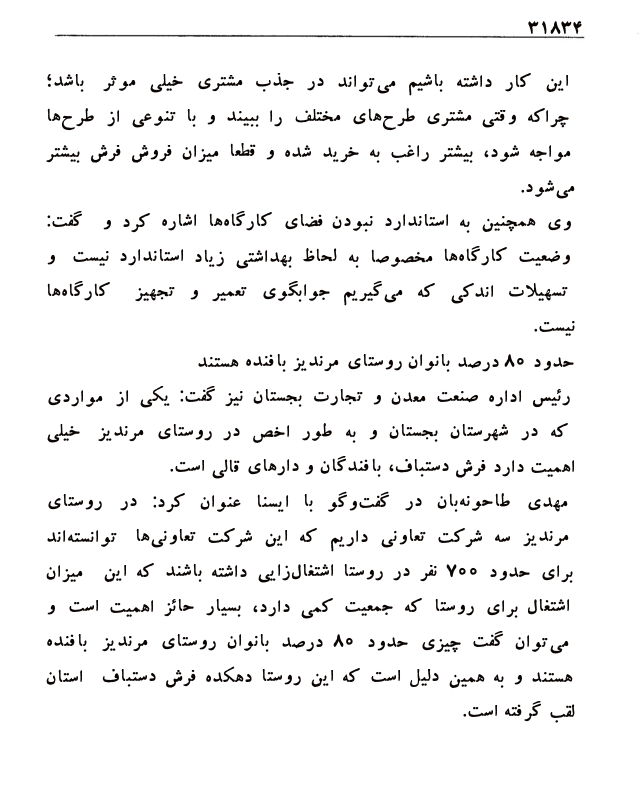 ۳۱۸۳۴
این کار داشته باشیم می‌تواند در جذب مشتری خیلی موثر باشد؛
چراکه وقتی مشتری طرح‌های مختلف را ببیند و با تنوعی از طرح‌ها
مواجه شود، بیشتر راغب به خرید شده و قطعا میزان فروش فرش بیشتر
می‌شود.
وی همچنین به استاندارد نبودن فضای کارگاه‌ها اشاره کرد و گفت:
وضعیت کارگاه‌ها مخصوصا به لحاظ بهداشتی زیاد استاندارد نیست و
تسهیلات اندکی که می‌گیریم جوابگوی تعمیر و تجهیز کارگاه‌ها
نیست.
حدود ۸۰ درصد بانوان روستای مرندیز بافنده هستند
رئیس اداره صنعت معدن و تجارت بجستان نیز گفت: یکی از مواردی
که در شهرستان بجستان و به طور اخص در روستای مرندیز خیلی
اهمیت دارد فرش دستباف، بافندگان و دارهای قالی است.
مهدی طاحونه‌بان در گفت‌وگو با ایسنا عنوان کرد: در روستای
مرندیز سه شرکت تعاونی داریم که این شرکت تعاونی‌ها توانسته‌اند
برای حدود ۷۰۰ نفر در روستا اشتغال‌زایی داشته باشند که این میزان
اشتغال برای روستا که جمعیت کمی دارد، بسیار حائز اهمیت است و
می‌توان گفت چیزی حدود ۸۰ درصد بانوان روستای مرندیز بافنده
هستند و به همین دلیل است که این روستا دهکده فرش دستباف استان
لقب گرفته است.